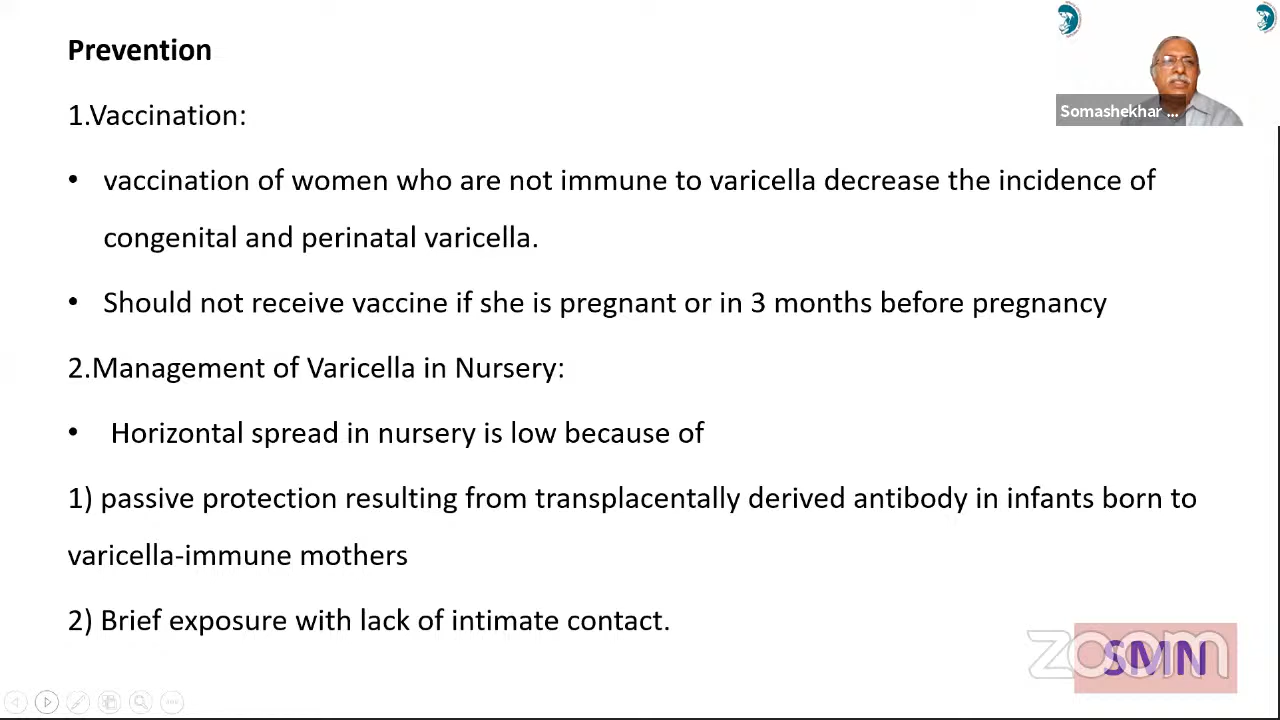 Prevention
1.Vaccination:
• vaccination of women who are not immune to varicella decrease the incidence of
congenital and perinatal varicella.
• Should not receive vaccine if she is pregnant or in 3 months before pregnancy
2.Management of Varicella in Nursery:
• Horizontal spread in nursery is low because of
1) passive protection resulting from transplacentally derived antibody in infants born to
varicella-immune mothers
2) Brief exposure with lack of intimate contact.
Somashekhar ...
zoom
SMN